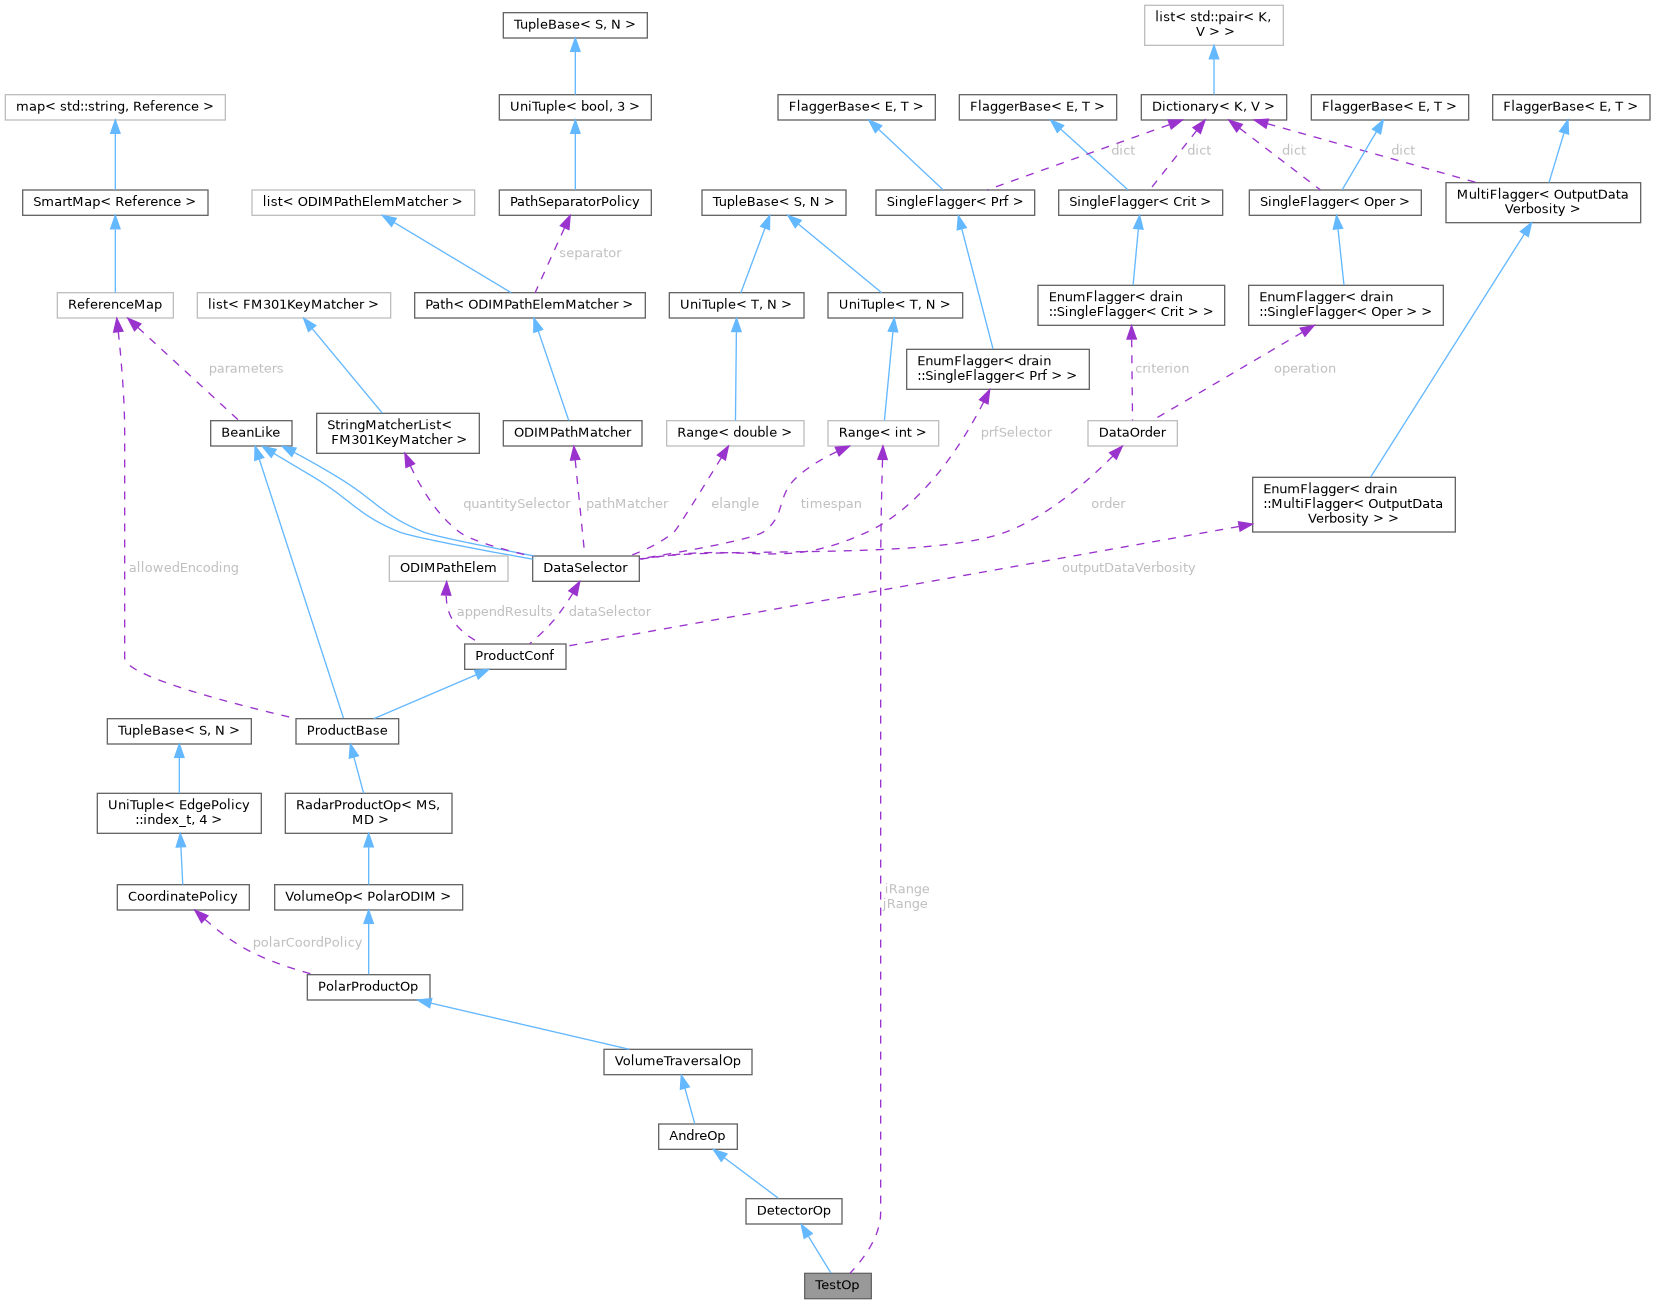 list< std::pair< K,
V > >
TupleBase< S, N >
map< std::string, Reference >
UniTuple< bool, 3 >
FlaggerBase< E, T >
FlaggerBase< E, T >
Dictionary< K, V >
FlaggerBase< E, T >
FlaggerBase< E, T >
dict
dict
dict
dict
SmartMap< Reference >
list< ODIMPathElemMatcher >
PathSeparatorPolicy
TupleBase< S, N >
SingleFlagger< Prf >
SingleFlagger< Crit >
SingleFlagger< Oper >
MultiFlagger< OutputData
Verbosity >
separator
ReferenceMap
list< FM301KeyMatcher >
Path< ODIMPathElemMatcher >
UniTuple< T, N >
UniTuple< T, N >
EnumFlagger< drain
::SingleFlagger< Crit > >
EnumFlagger< drain
::SingleFlagger< Oper > >
parameters
EnumFlagger< drain
::SingleFlagger< Prf > >
criterion
operation
BeanLike
StringMatcherList<
FM301KeyMatcher >
ODIMPathMatcher
Range< double >
Range< int >
prfSelector
DataOrder
quantitySelector
pathMatcher
elangle
timespan
order
EnumFlagger< drain
::MultiFlagger< OutputData
Verbosity > >
allowedEncoding
ODIMPathElem
DataSelector
outputDataVerbosity
appendResults
dataSelector
ProductConf
TupleBase< S, N >
ProductBase
UniTuple< EdgePolicy
::index_t, 4 >
RadarProductOp< MS,
MD >
CoordinatePolicy
VolumeOp< PolarODIM >
iRange
jRange
polarCoordPolicy
PolarProductOp
VolumeTraversalOp
AndreOp
DetectorOp
TestOp